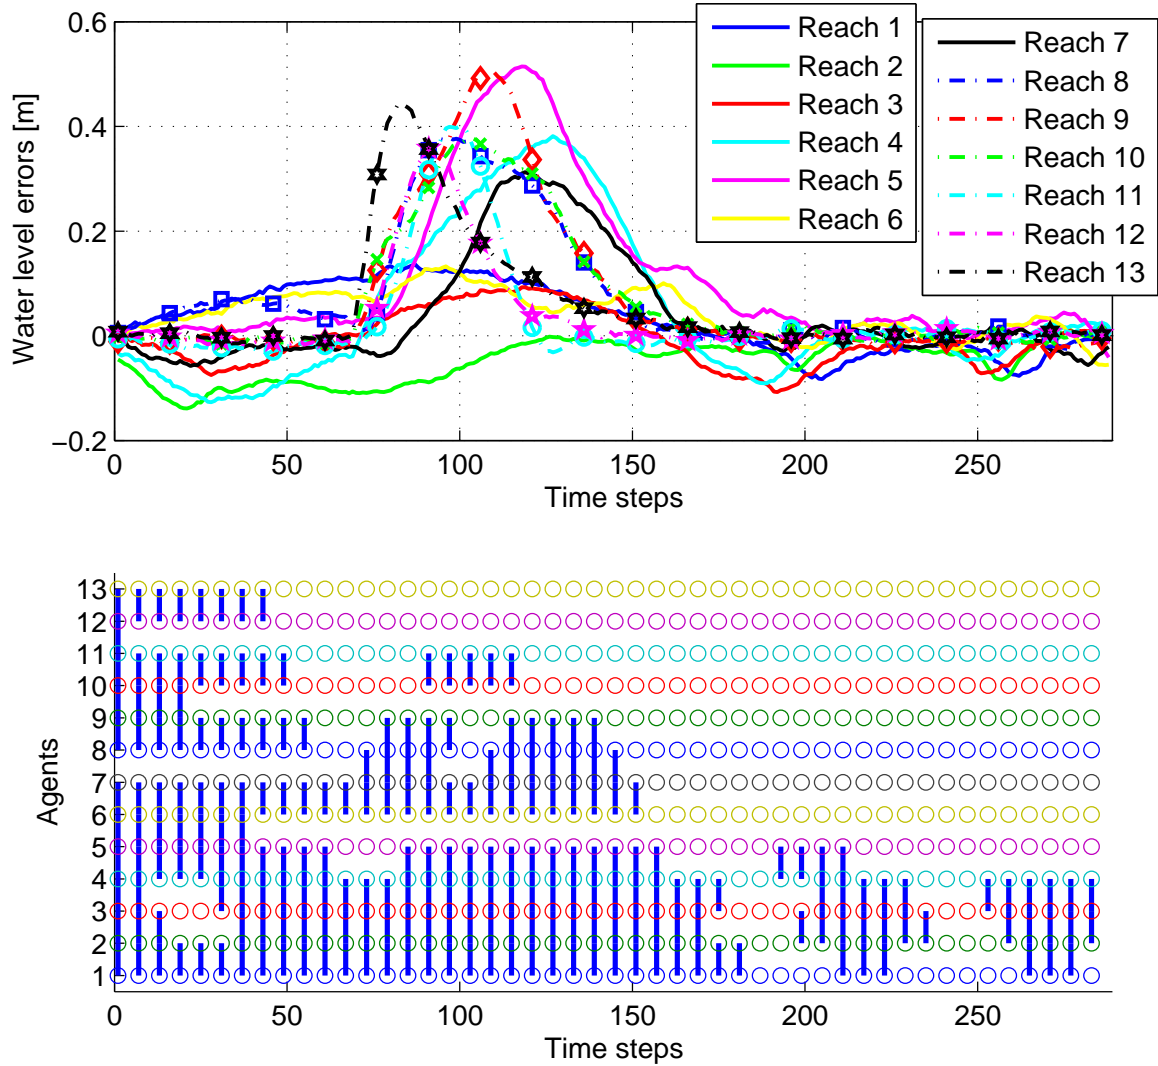 0.6
0.4
0.2
0
−0.2
Water level errors [m]
0 50 100 150 200 250
Time steps
Reach 1
Reach 2
Reach 3
Reach 4
Reach 5
Reach 6
Reach 7
Reach 8
Reach 9
Reach 10
Reach 11
Reach 12
Reach 13
13
12
11
10
9
8
7
6
5
4
3
2
1
Agents
0 50 100 150 200 250
Time steps